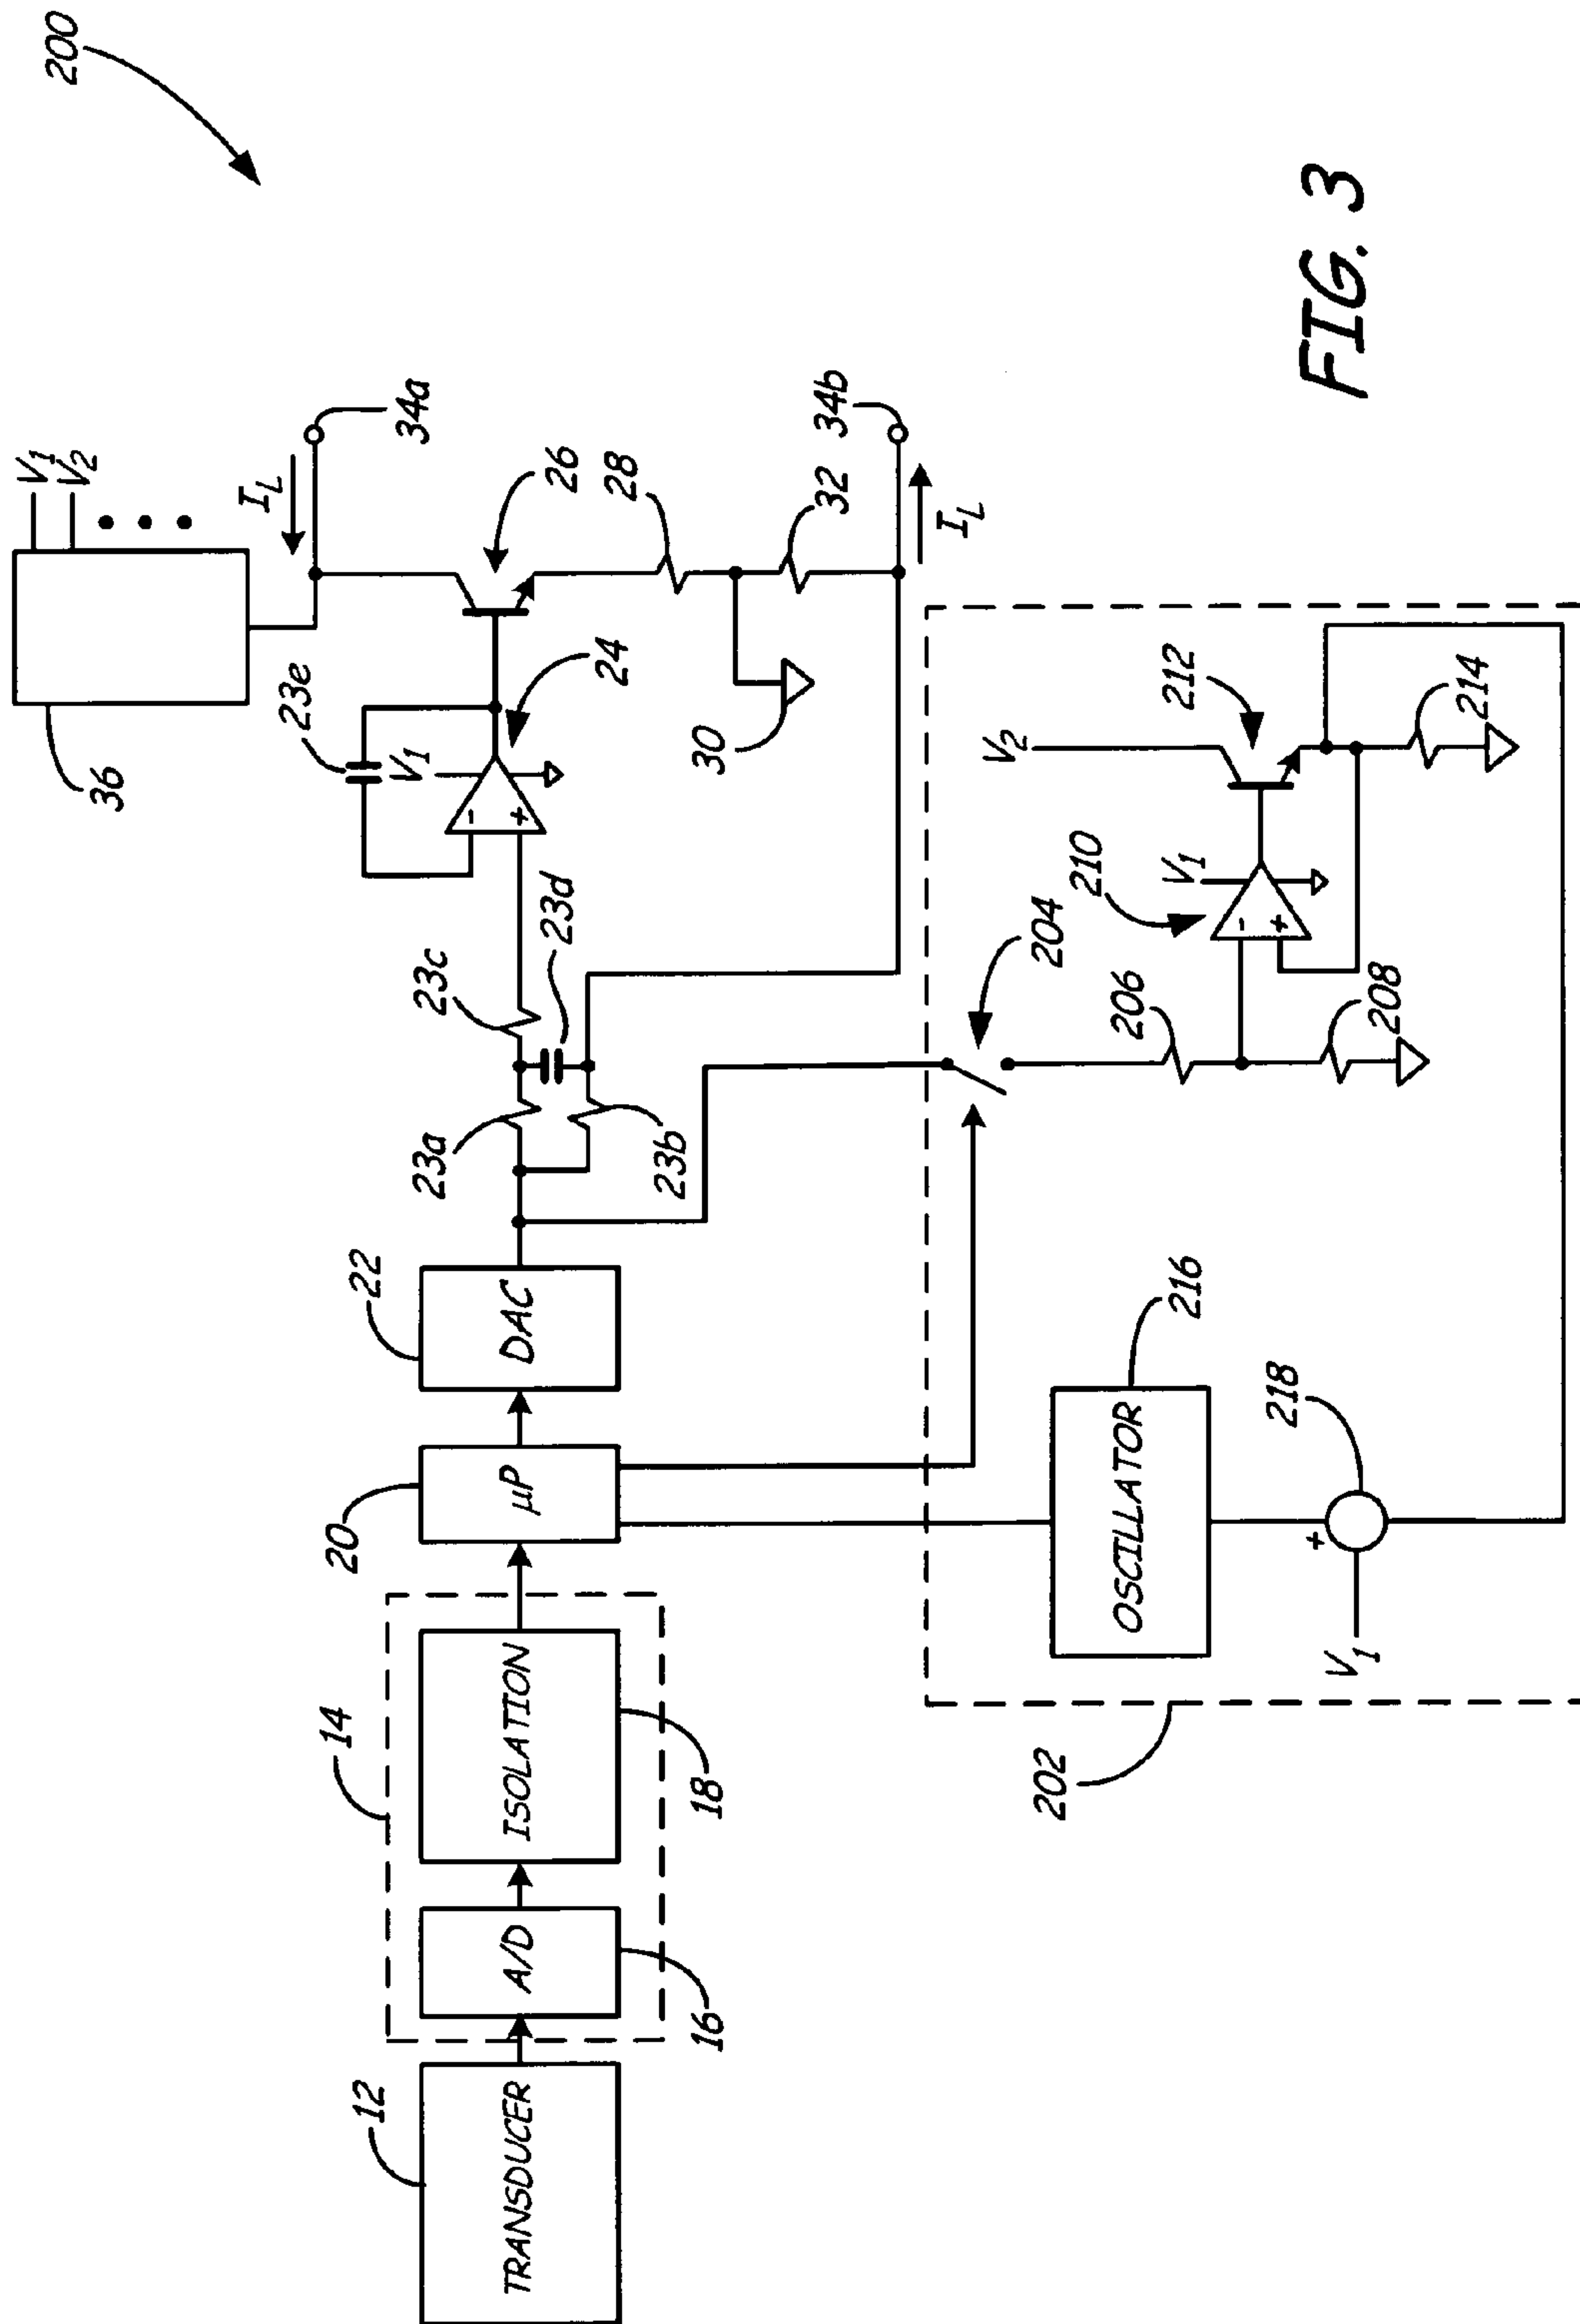 200
36
V1
V2
IL
34a
23e
V1
-
+
24
26
28
32
30
34b
IL
12
TRANSDUCER
14
A/D
16
ISOLATION
18
20
µP
22
DAC
23a
23b
23c
23d
202
204
206
208
210
V1
-
+
V2
212
214
OSCILLATOR
216
218
+
V1
FIG. 3